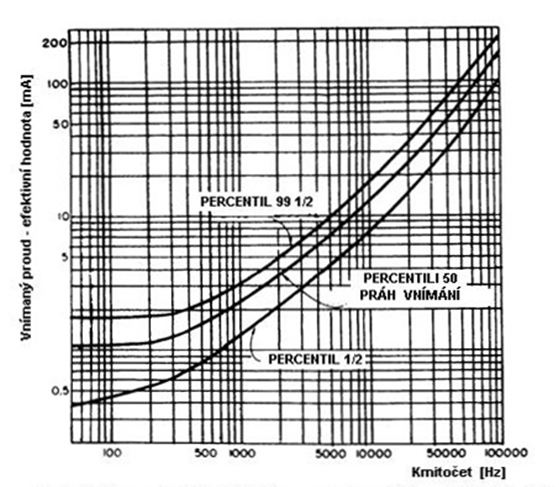 Vnímaný proud - efektivní hodnota [mA]
200
100
50
10
5
0.5
PERCENTIL 99 1/2
PERCENTILI 50
PRÁH VNÍMÁNÍ
PERCENTIL 1/2
100 500 1000 5000 10000 50000 100000
Kmitočet [Hz]